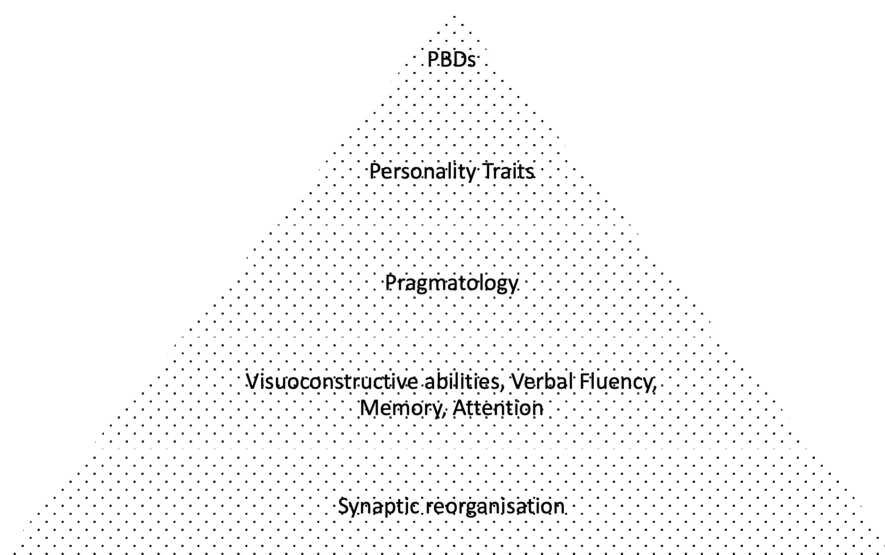 PBDs
Personality Traits
Pragmatology
Visuoconstructive abilities, Verbal Fluency,
Memory, Attention
Synaptic reorganisation